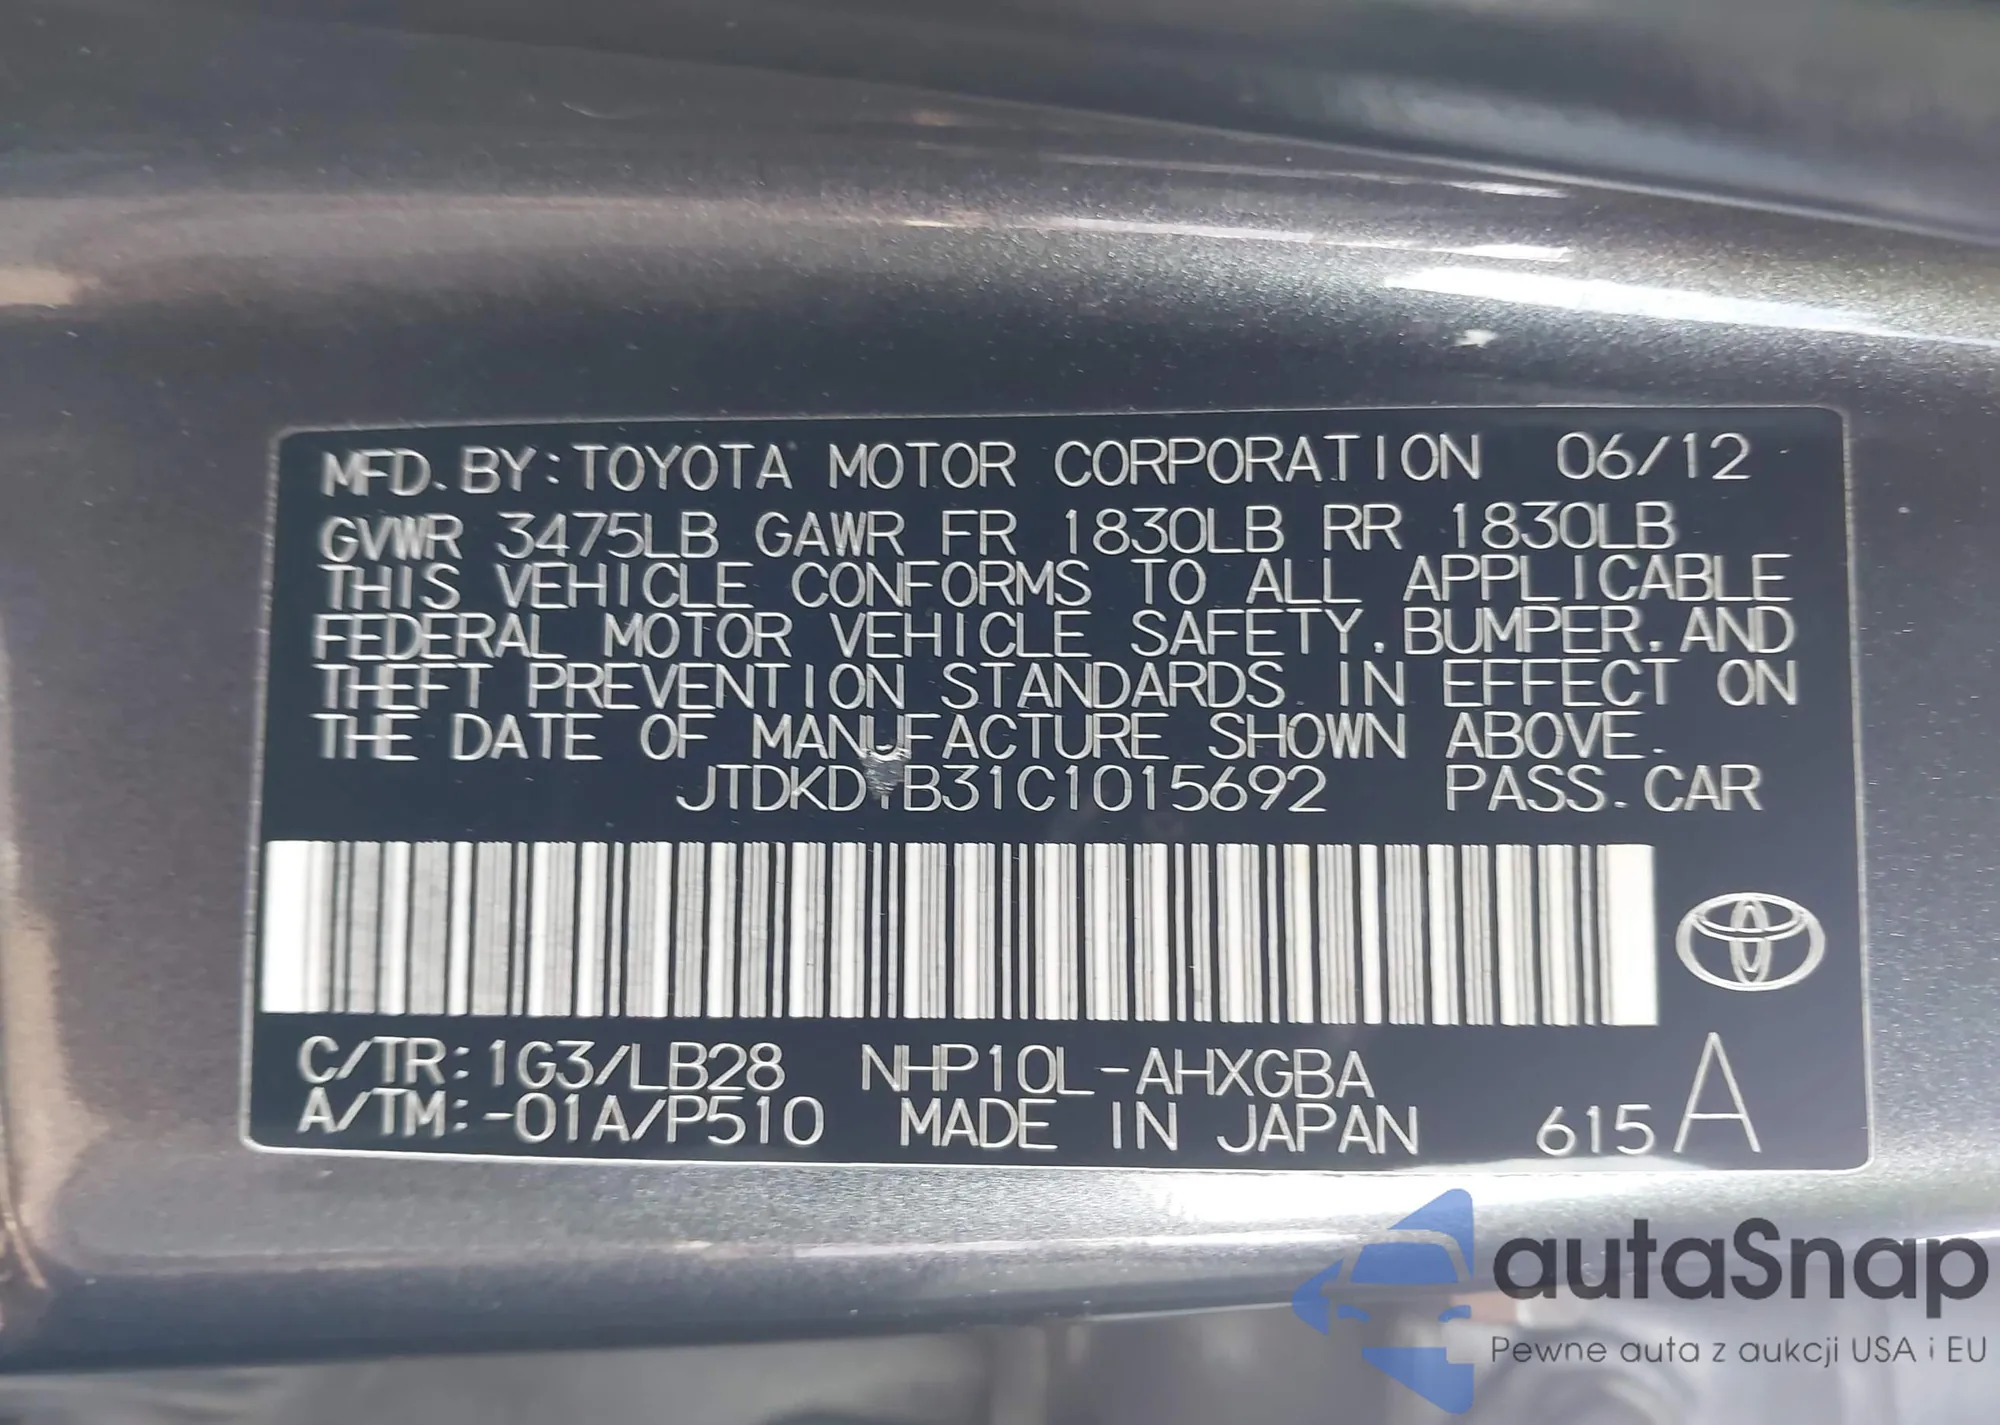 MFD. BY: TOYOTA MOTOR CORPORATION 06/12
GVWR 3475LB GAWR FR 1830LB RR 1830LB
THIS VEHICLE CONFORMS TO ALL APPLICABLE
FEDERAL MOTOR VEHICLE SAFETY, BUMPER, AND
THEFT PREVENTION STANDARDS IN EFFECT ON
THE DATE OF MANUFACTURE SHOWN ABOVE.
JTDKDTB31C1015692 PASS. CAR
C/TR: 1G3/LB28 NHP10L-AHXGBA
A/TM: -01A/P510 MADE IN JAPAN 615 A
autaSnap
Pewne auta z aukcji USA i EU